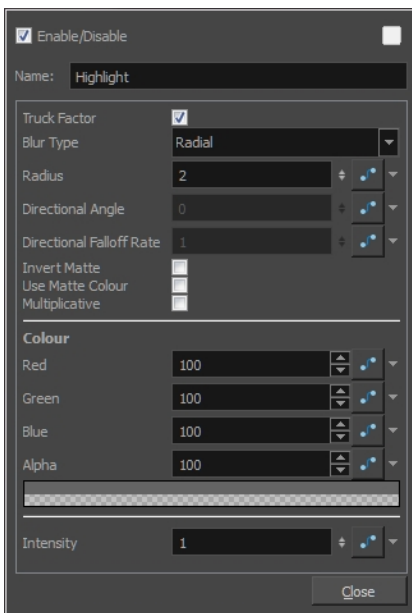 Enable/Disable
Name: Highlight
Truck Factor
Blur Type Radial
Radius 2
Directional Angle 0
Directional Falloff Rate 1
Invert Matte
Use Matte Colour
Multiplicative
Colour
Red 100
Green 100
Blue 100
Alpha 100
Intensity 1
Close